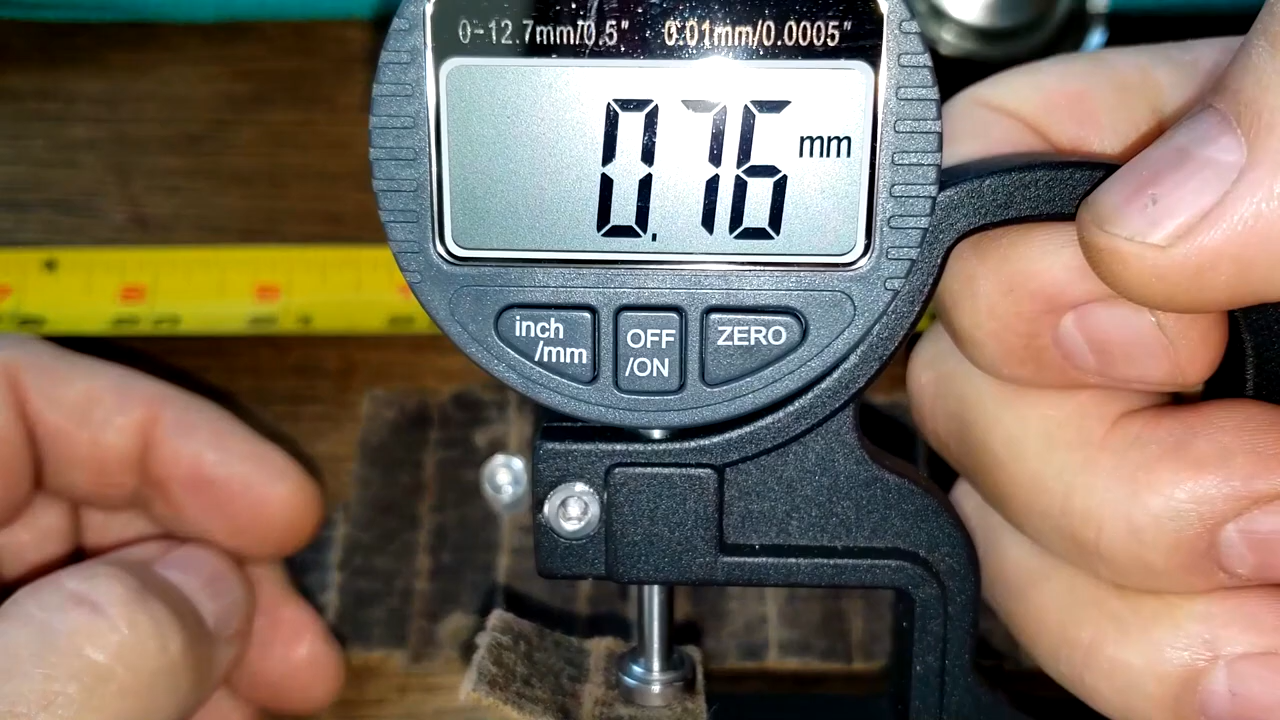 0-12.7mm/0.5" 0.01mm/0.0005"
0.76 mm
inch
/mm
OFF
/ON
ZERO